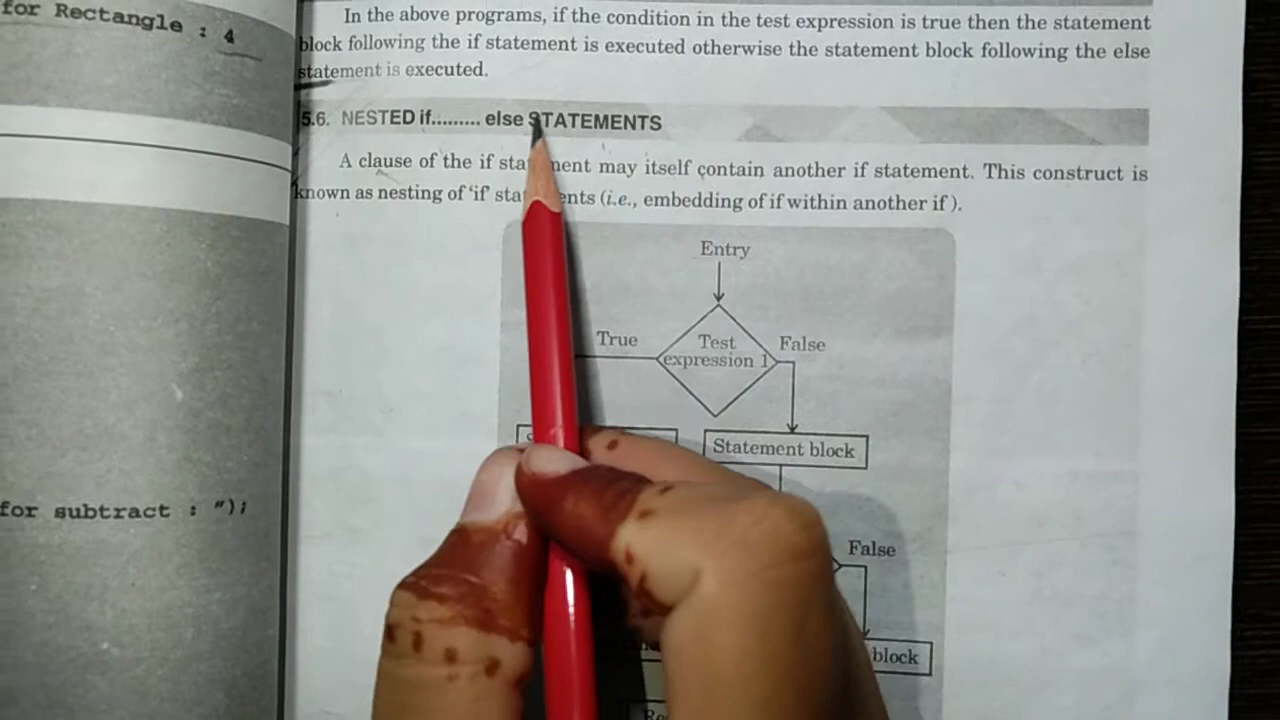 for Rectangle : 4
for subtract : ");
In the above programs, if the condition in the test expression is true then the statement
block following the if statement is executed otherwise the statement block following the else
statement is executed.
5.6. NESTED if......... else STATEMENTS
A clause of the if may itself contain another if statement. This construct is
known as nesting of 'if' (i.e., embedding of if within another if ).
Entry
True
Test
expression 1
False
Statement block
False
block